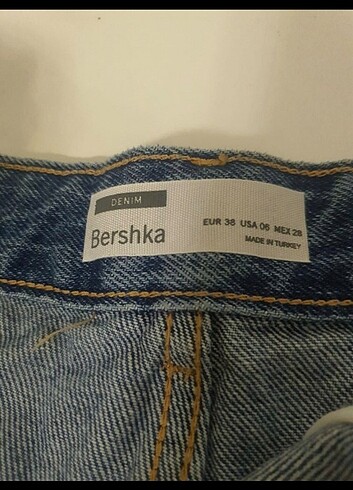 DENIM
Bershka
EUR 38 USA 06 MEX 28
MADE IN TURKEY